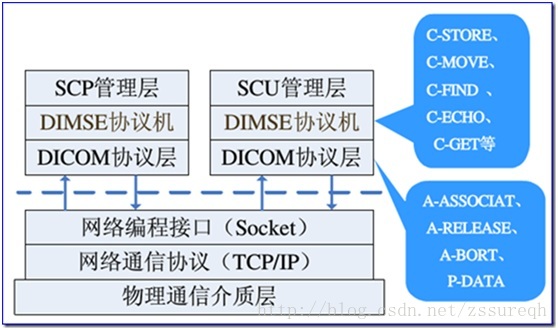 SCP管理层
DIMSE协议机
DICOM协议层
SCU管理层
DIMSE协议机
DICOM协议层
网络编程接口（Socket）
网络通信协议（TCP/IP）
物理通信介质层
C-STORE、
C-MOVE、
C-FIND 、
C-ECHO、
C-GET等
A-ASSOCIAT、
A-RELEASE、
A-BORT、
P-DATA
http://blog.csdn.net/zssureqh